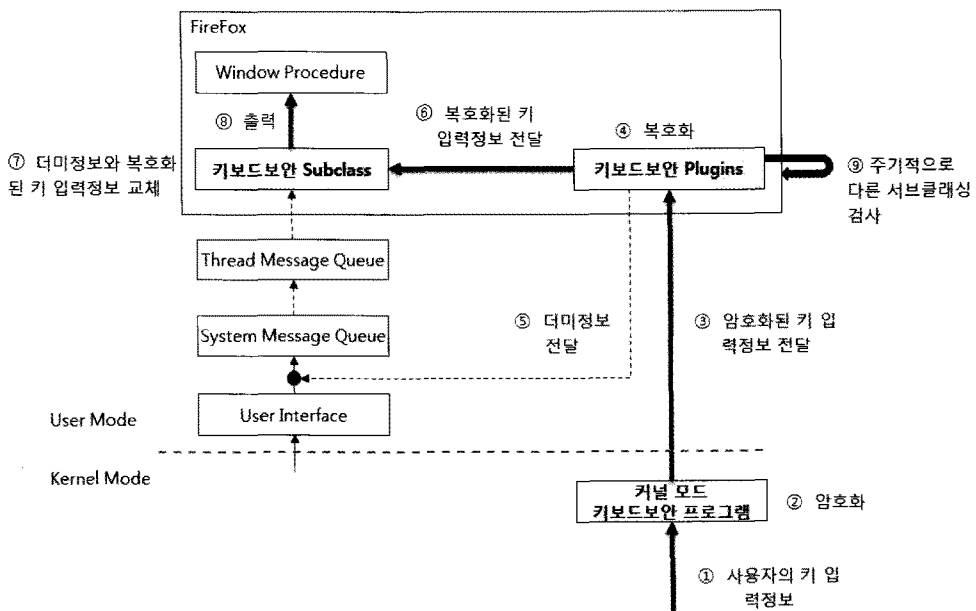 FireFox
Window Procedure
⑧ 출력
⑥ 복호화된 키
입력정보 전달
④ 복호화
⑦ 더미정보와 복호화
된 키 입력정보 교체
키보드보안 Subclass
키보드보안 Plugins
⑨ 주기적으로
다른 서브클래싱
검사
Thread Message Queue
System Message Queue
⑤ 더미정보
전달
③ 암호화된 키 입
력정보 전달
User Interface
User Mode
Kernel Mode
커널 모드
키보드보안 프로그램
② 암호화
① 사용자의 키 입
력정보